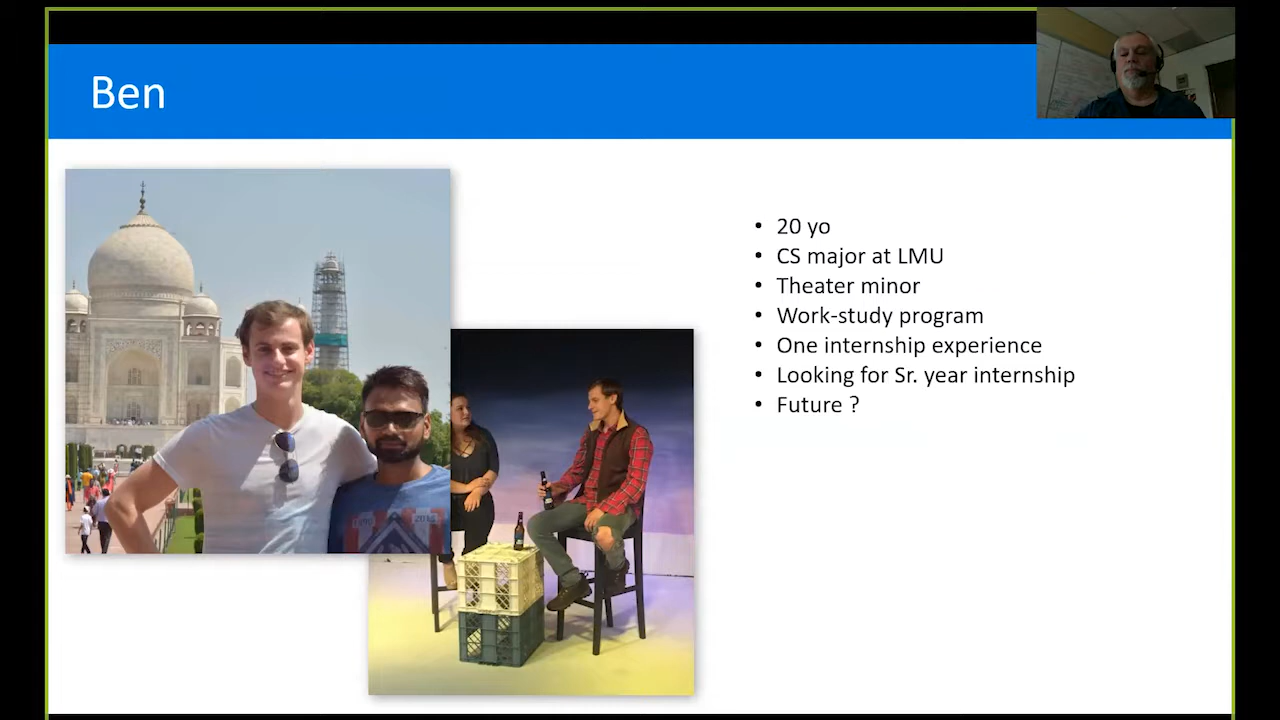 Ben
• 20 yo
• CS major at LMU
• Theater minor
• Work-study program
• One internship experience
• Looking for Sr. year internship
• Future ?